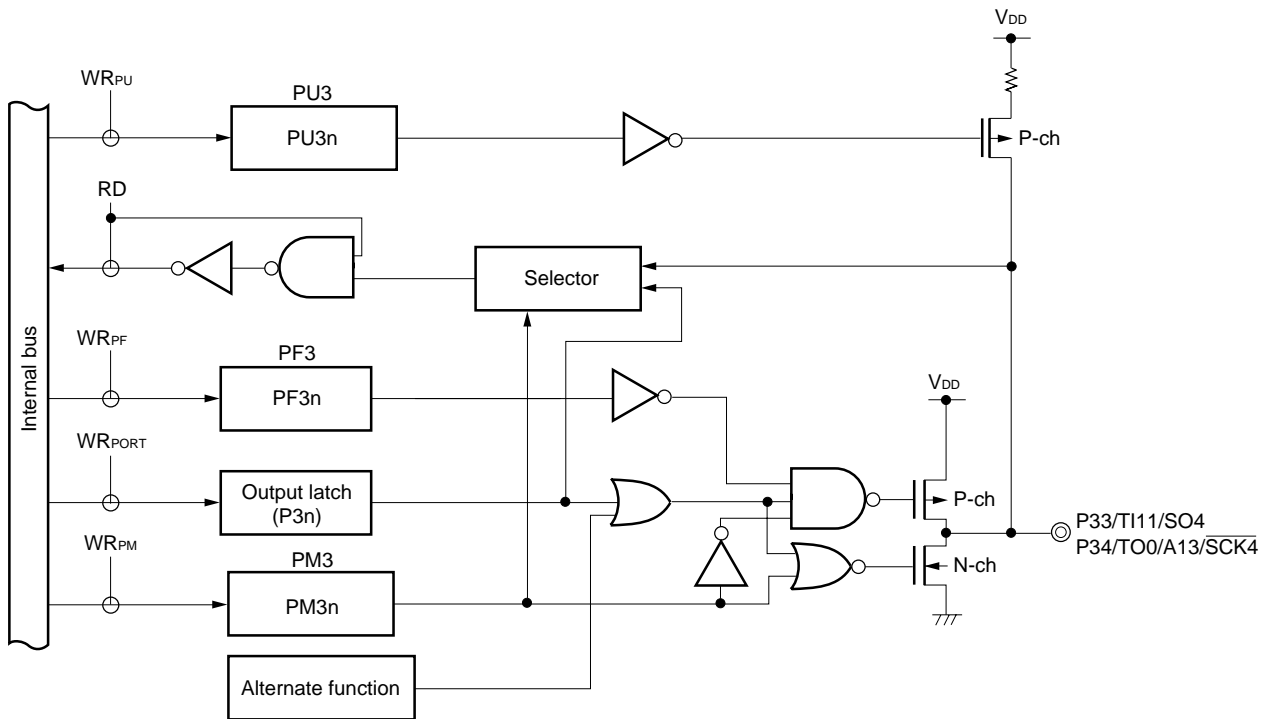 VDD
WRPU
PU3
PU3n
P-ch
RD
Selector
Internal bus
WRPF
PF3
PF3n
VDD
WRPORT
Output latch
(P3n)
P-ch
P33/TI11/SO4
P34/TO0/A13/S̅C̅K̅4̅
WRPM
PM3
PM3n
N-ch
Alternate function